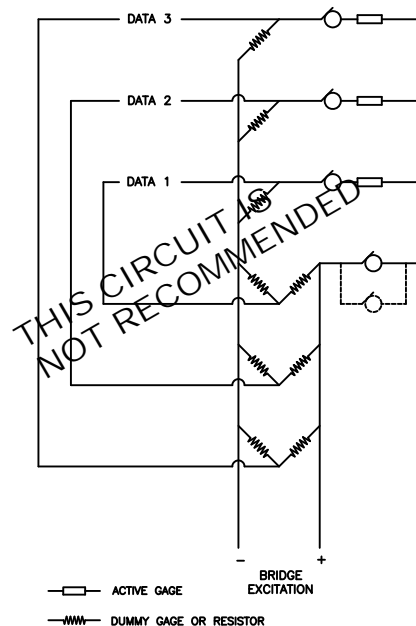 DATA 3
DATA 2
DATA 1
THIS CIRCUIT IS
NOT RECOMMENDED
− +
BRIDGE
EXCITATION
ACTIVE GAGE
DUMMY GAGE OR RESISTOR